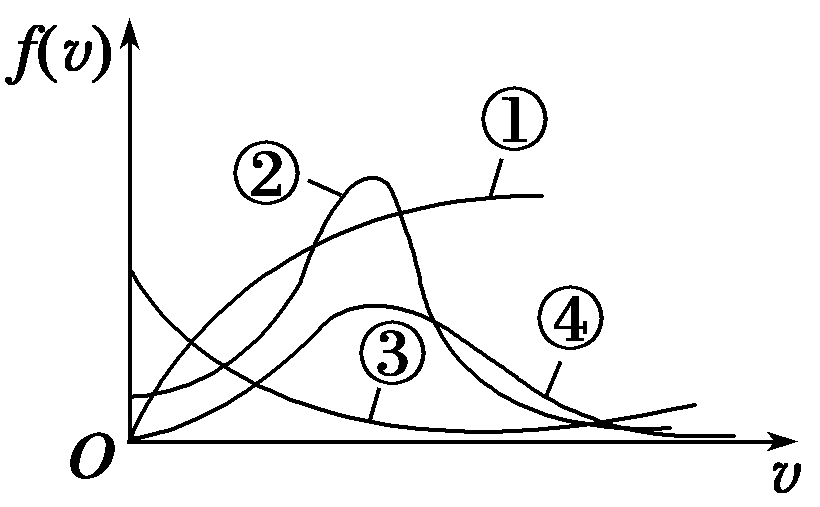 f(v)
①
②
④
③
O
v